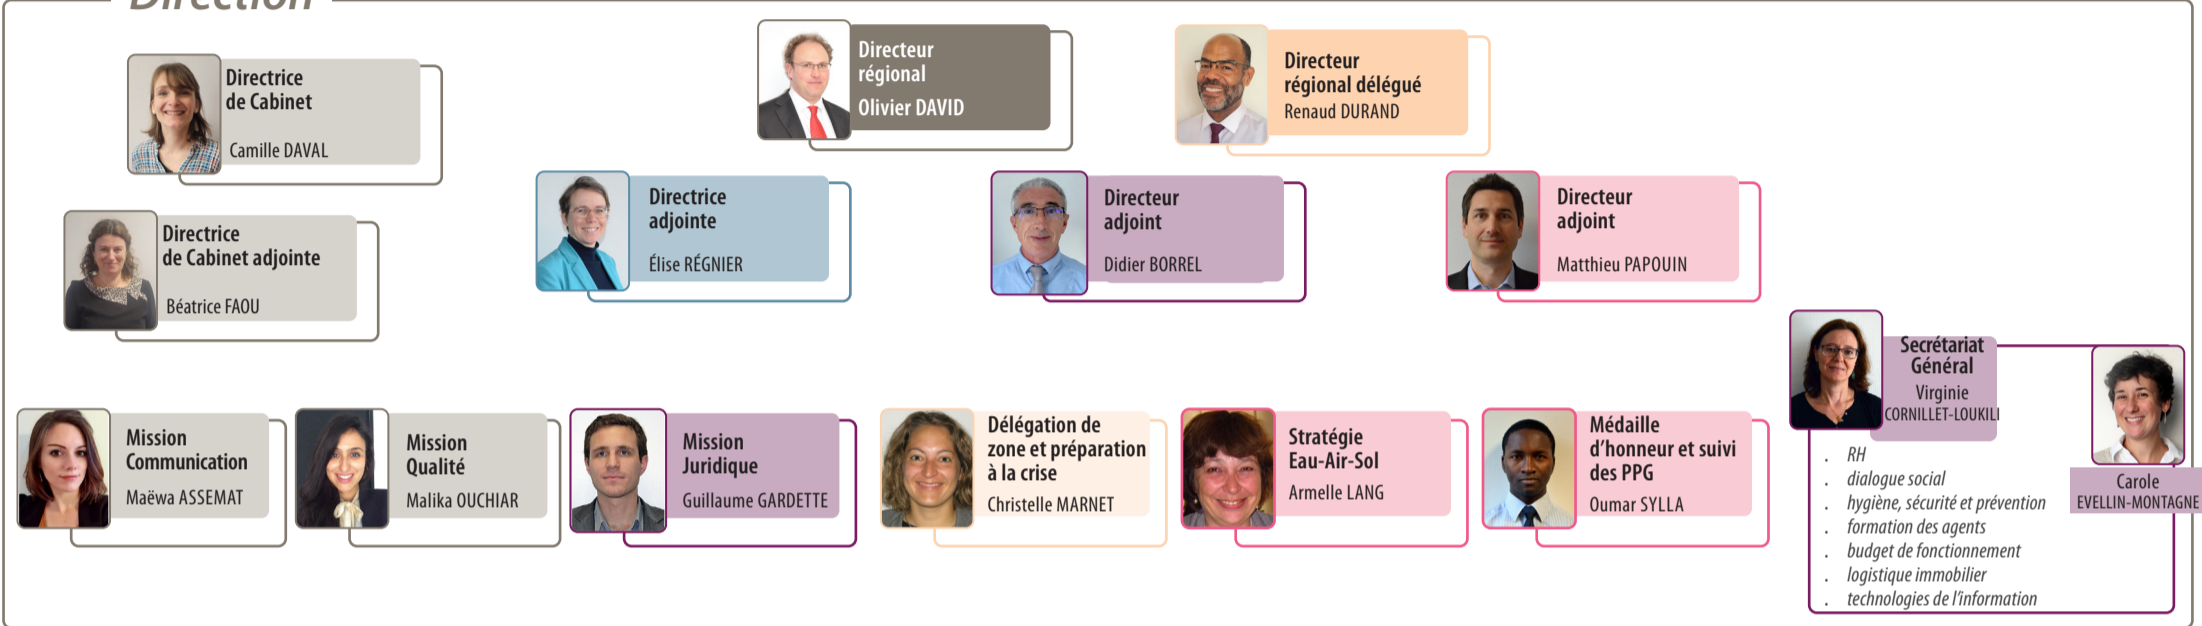 Direction
Directrice
de Cabinet
Camille DAVAL
Directeur
régional
Olivier DAVID
Directeur
régional délégué
Renaud DURAND
Directrice
de Cabinet adjointe
Béatrice FAOU
Directrice
adjointe
Élise RÉGNIER
Directeur
adjoint
Didier BORREL
Directeur
adjoint
Matthieu PAPOUIN
Mission
Communication
Maëwa ASSEMAT
Mission
Qualité
Malika OUCHIAR
Mission
Juridique
Guillaume GARDETTE
Délégation de
zone et préparation
à la crise
Christelle MARNET
Stratégie
Eau-Air-Sol
Armelle LANG
Médaille
d’honneur et suivi
des PPG
Oumar SYLLA
Secrétariat
Général
Virginie
CORNILLET-LOUKILI
Carole
EVELLIN-MONTAGNE
. RH
. dialogue social
. hygiène, sécurité et prévention
. formation des agents
. budget de fonctionnement
. logistique immobilier
. technologies de l’information